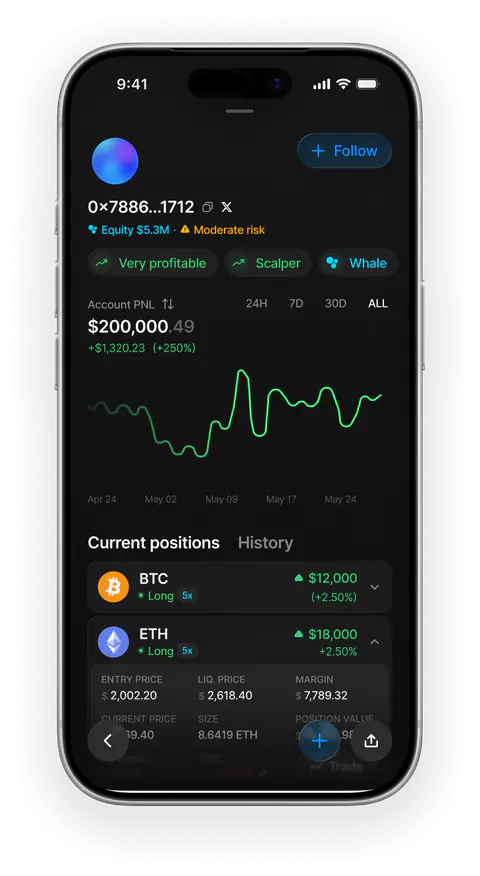 9:41
+ Follow
0×7886...1712
Equity $5.3M · Moderate risk
Very profitable Scalper Whale
Account PNL 24H 7D 30D ALL
$200,000.49
+$1,320.23 (+250%)
Apr 24 May 02 May 09 May 17 May 24
Current positions History
BTC $12,000
Long 5x (+2.50%)
ETH $18,000
Long 5x +2.50%
ENTRY PRICE LIQ. PRICE MARGIN
$ 2,002.20 $ 2,618.40 $ 7,789.32
CURRENT PRICE SIZE POSITION VALUE
69.40 8.6419 ETH $
Trade